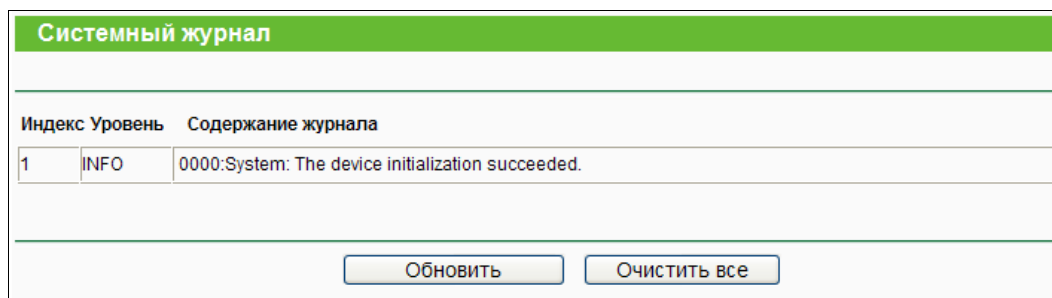 Системный журнал
Индекс Уровень Содержание журнала
1 INFO 0000:System: The device initialization succeeded.
Обновить Очистить все